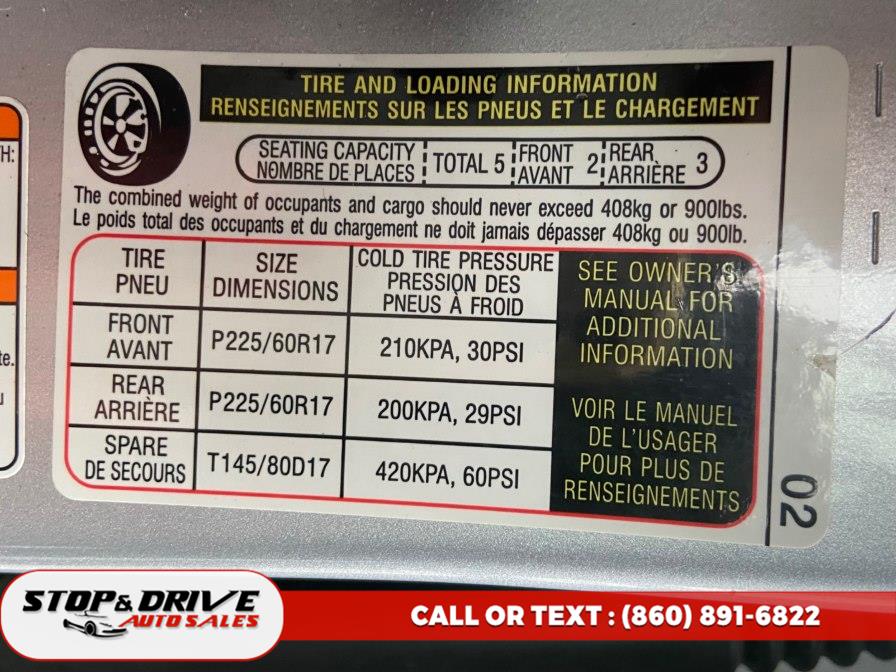 TIRE AND LOADING INFORMATION
RENSEIGNEMENTS SUR LES PNEUS ET LE CHARGEMENT
SEATING CAPACITY
NOMBRE DE PLACES
TOTAL 5
FRONT
AVANT 2
REAR
ARRIÈRE 3
The combined weight of occupants and cargo should never exceed 408kg or 900lbs.
Le poids total des occupants et du chargement ne doit jamais dépasser 408kg ou 900lb.
TIRE
PNEU
SIZE
DIMENSIONS
COLD TIRE PRESSURE
PRESSION DES
PNEUS À FROID
FRONT
AVANT
P225/60R17
210KPA, 30PSI
REAR
ARRIÈRE
P225/60R17
200KPA, 29PSI
SPARE
DE SECOURS
T145/80D17
420KPA, 60PSI
SEE OWNER'S
MANUAL FOR
ADDITIONAL
INFORMATION
VOIR LE MANUEL
DE L'USAGER
POUR PLUS DE
RENSEIGNEMENTS
02
STOP & DRIVE
AUTO SALES
CALL OR TEXT : (860) 891-6822